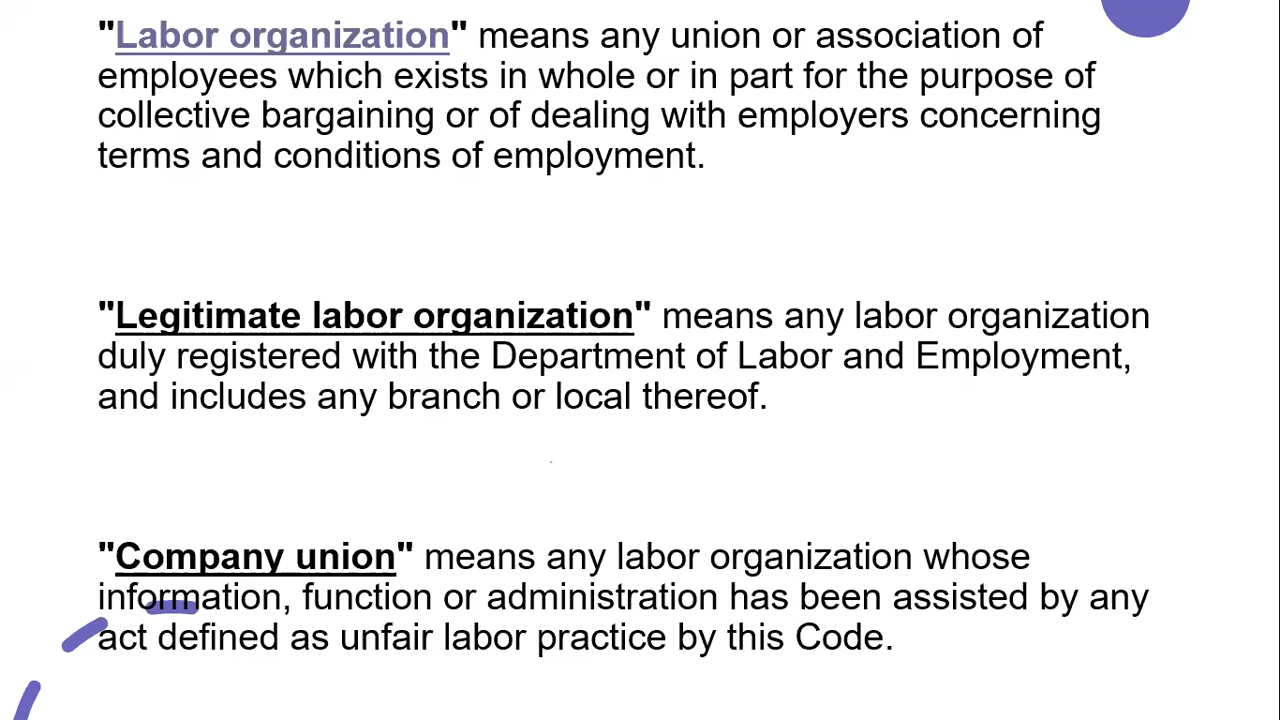 "Labor organization" means any union or association of
employees which exists in whole or in part for the purpose of
collective bargaining or of dealing with employers concerning
terms and conditions of employment.
"Legitimate labor organization" means any labor organization
duly registered with the Department of Labor and Employment,
and includes any branch or local thereof.
"Company union" means any labor organization whose
information, function or administration has been assisted by any
act defined as unfair labor practice by this Code.